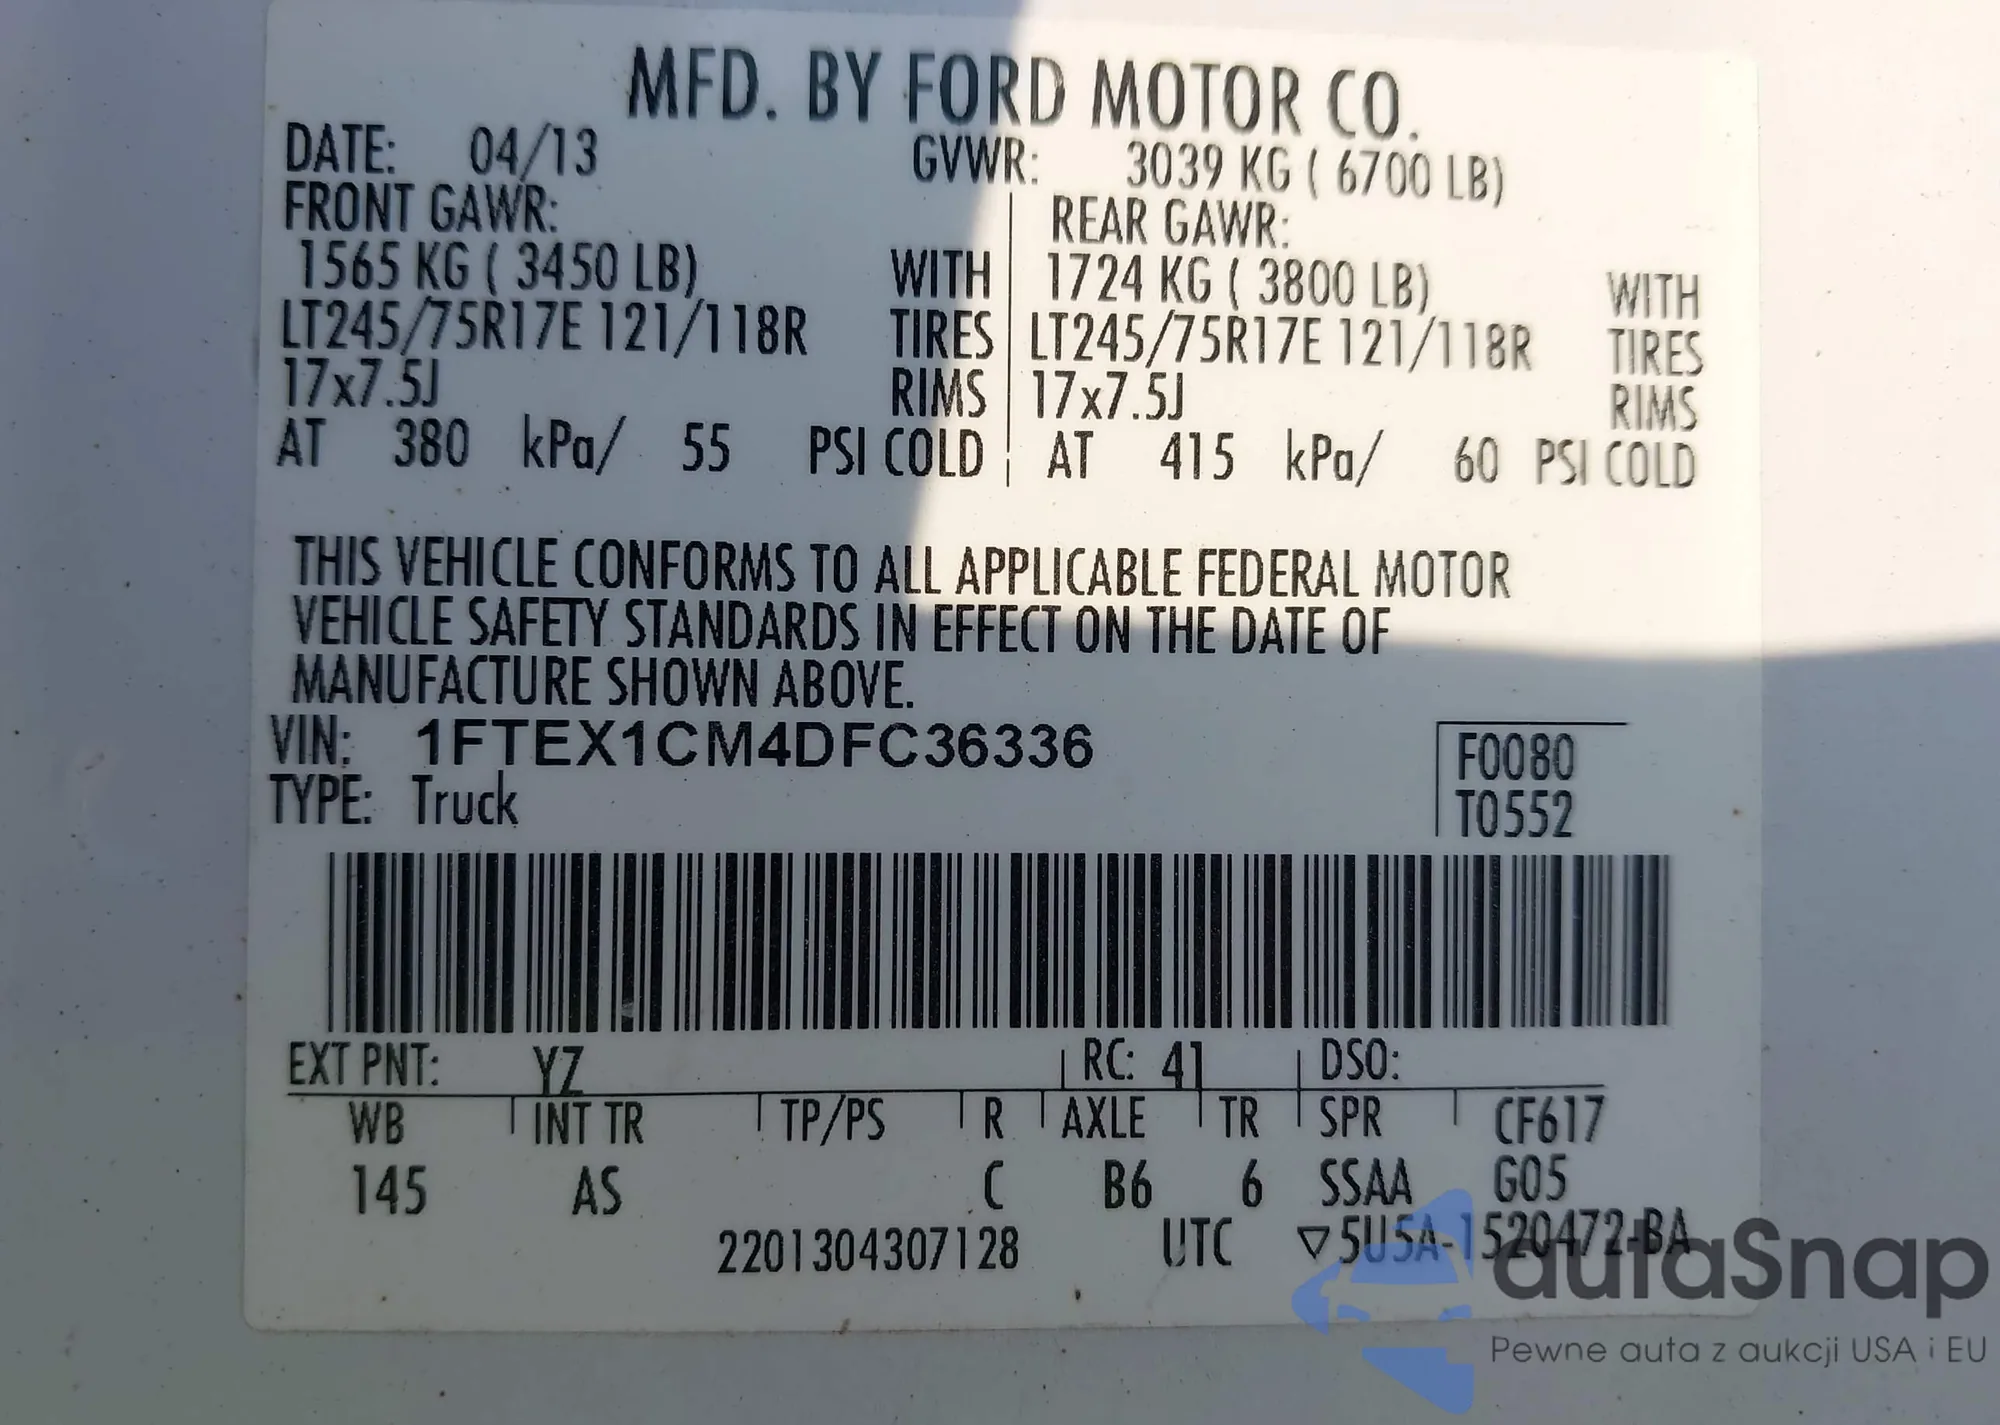 MFD. BY FORD MOTOR CO.
DATE: 04/13 GVWR: 3039 KG ( 6700 LB)
FRONT GAWR: REAR GAWR:
1565 KG ( 3450 LB) WITH 1724 KG ( 3800 LB) WITH
LT245/75R17E 121/118R TIRES LT245/75R17E 121/118R TIRES
17x7.5J RIMS 17x7.5J RIMS
AT 380 kPa/ 55 PSI COLD AT 415 kPa/ 60 PSI COLD
THIS VEHICLE CONFORMS TO ALL APPLICABLE FEDERAL MOTOR
VEHICLE SAFETY STANDARDS IN EFFECT ON THE DATE OF
MANUFACTURE SHOWN ABOVE.
VIN: 1FTEX1CM4DFC36336 F0080
TYPE: Truck T0552
EXT PNT: YZ RC: 41 DSO:
WB INT TR TP/PS R AXLE TR SPR CF617
145 AS C B6 6 SSAA G05
2201304307128 UTC ▽5U5A-1520472-BA
autaSnap
Pewne auta z aukcji USA i EU